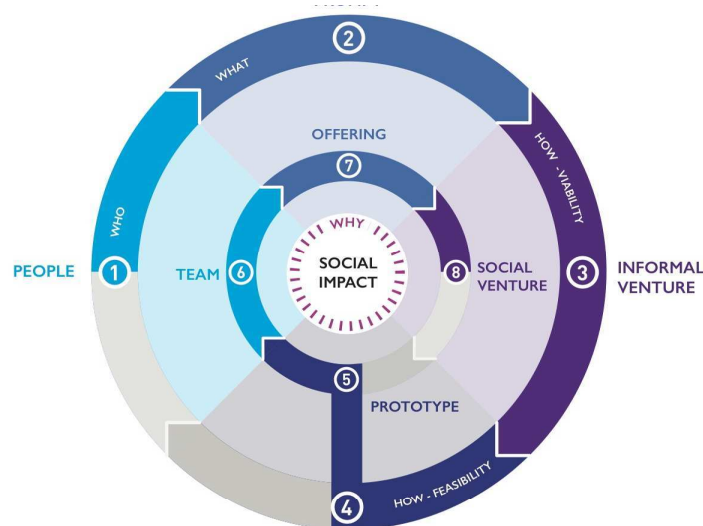 2
WHAT
OFFERING
7
HOW - VIABILITY
WHO
WHY
PEOPLE
1
TEAM
6
SOCIAL
IMPACT
8
SOCIAL
VENTURE
3
INFORMAL
VENTURE
5
PROTOTYPE
HOW - FEASIBILITY
4